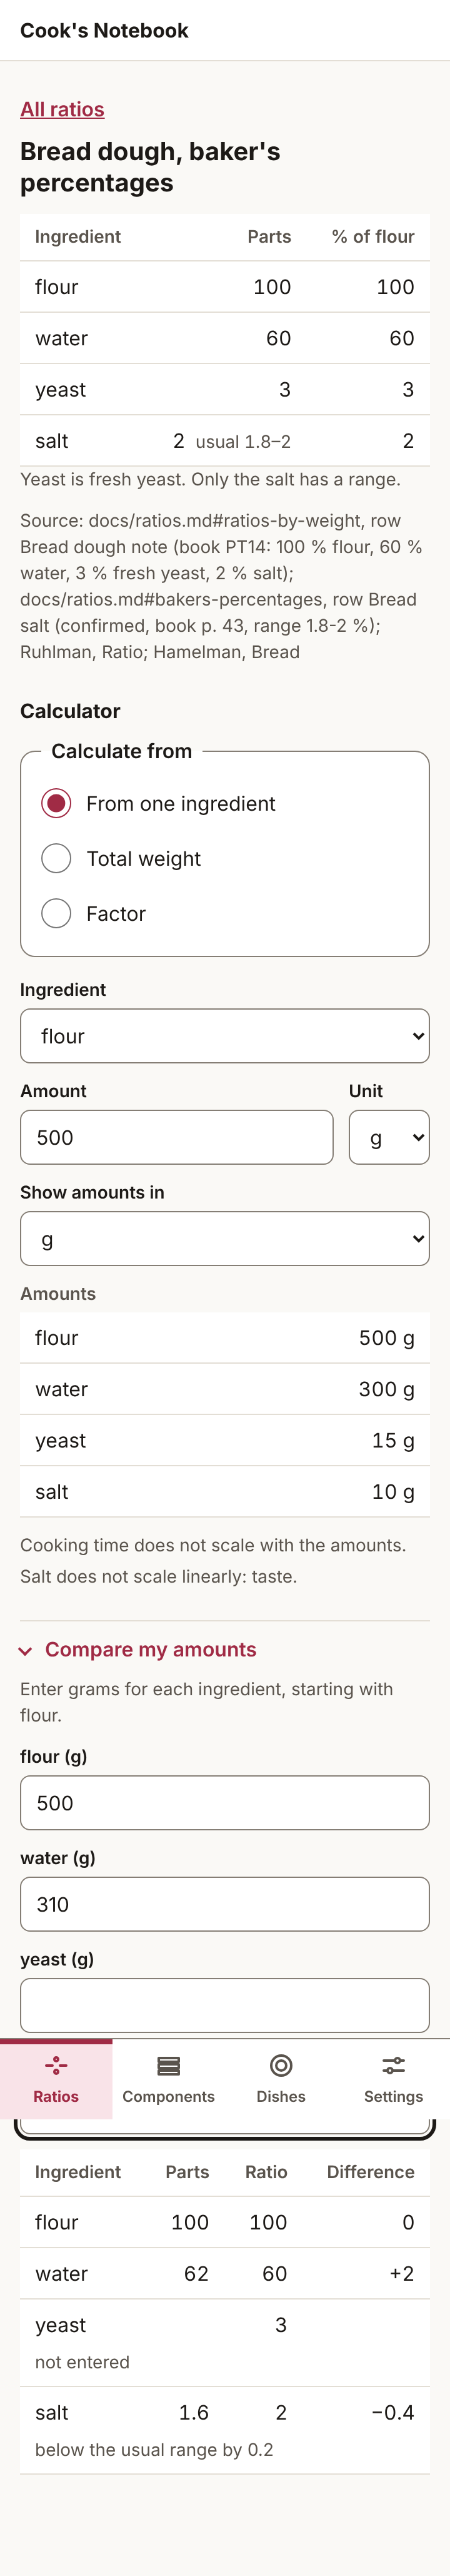 Cook's Notebook
All ratios
Bread dough, baker's
percentages
Ingredient Parts % of flour
flour 100 100
water 60 60
yeast 3 3
salt 2 usual 1.8–2 2
Yeast is fresh yeast. Only the salt has a range.
Source: docs/ratios.md#ratios-by-weight, row
Bread dough note (book PT14: 100 % flour, 60 %
water, 3 % fresh yeast, 2 % salt);
docs/ratios.md#bakers-percentages, row Bread
salt (confirmed, book p. 43, range 1.8-2 %);
Ruhlman, Ratio; Hamelman, Bread
Calculator
Calculate from
From one ingredient
Total weight
Factor
Ingredient
flour
Amount Unit
500 g
Show amounts in
g
Amounts
flour 500 g
water 300 g
yeast 15 g
salt 10 g
Cooking time does not scale with the amounts.
Salt does not scale linearly: taste.
Compare my amounts
Enter grams for each ingredient, starting with
flour.
flour (g)
500
water (g)
310
yeast (g)
Ratios Components Dishes Settings
Ingredient Parts Ratio Difference
flour 100 100 0
water 62 60 +2
yeast 3
not entered
salt 1.6 2 −0.4
below the usual range by 0.2